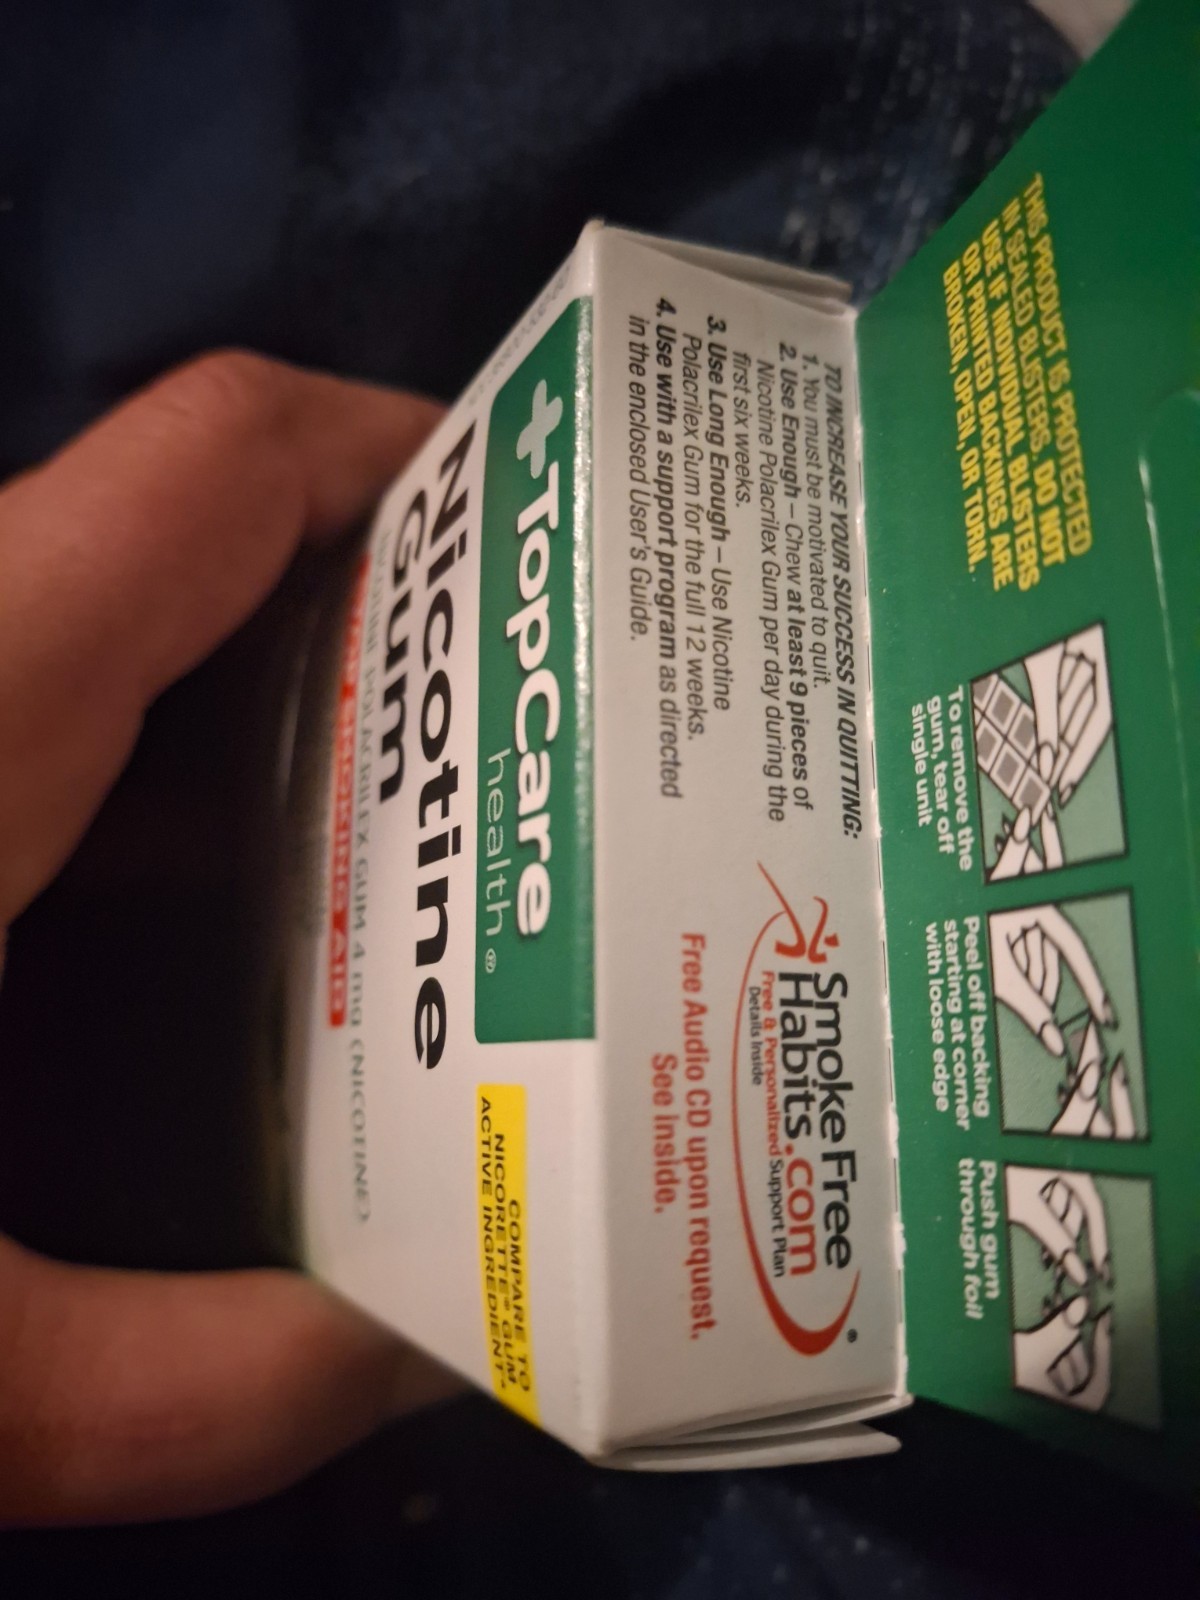 THIS PRODUCT IS PROTECTED
IN SEALED BLISTERS. DO NOT
USE IF INDIVIDUAL BLISTERS
OR PRINTED BACKINGS ARE
BROKEN, OPEN, OR TORN.
To remove the
gum, tear off
single unit
Peel off backing
starting at corner
with loose edge
Push gum
through foil
TO INCREASE YOUR SUCCESS IN QUITTING:
1. You must be motivated to quit.
2. Use Enough – Chew at least 9 pieces of
Nicotine Polacrilex Gum per day during the
first six weeks.
3. Use Long Enough – Use Nicotine
Polacrilex Gum for the full 12 weeks.
4. Use with a support program as directed
in the enclosed User's Guide.
SmokeFree
Habits.com®
Free & Personalized Support Plan
Details Inside
Free Audio CD upon request.
See inside.
TopCare
health®
COMPARE TO
NICORETTE® GUM
ACTIVE INGREDIENT*
Nicotine
Gum
POLACRILEX GUM 4 mg (NICOTINE)
SMOKING AID